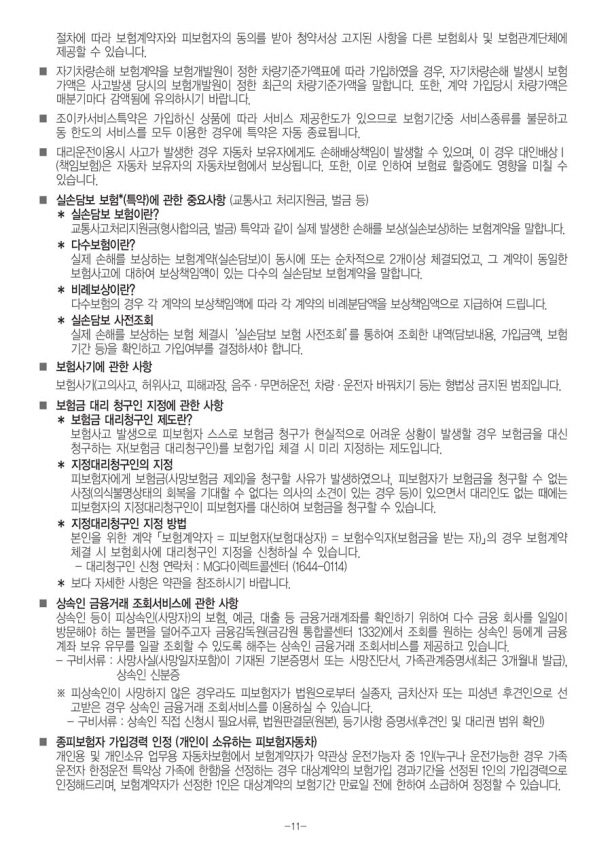 절차에 따라 보험계약자와 피보험자의 동의를 받아 청약서상 고지된 사항을 다른 보험회사 및 보험관계단체에
제공할 수 있습니다.
■ 자기차량손해 보험계약을 보험개발원이 정한 차량기준가액표에 따라 가입하였을 경우, 자기차량손해 발생시 보험
가액은 사고발생 당시의 보험개발원이 정한 최근의 차량기준가액을 말합니다. 또한, 계약 가입당시 차량가액은
매분기마다 감액됨에 유의하시기 바랍니다.
■ 조이카서비스특약은 가입하신 상품에 따라 서비스 제공한도가 있으므로 보험기간중 서비스종류를 불문하고
동 한도의 서비스를 모두 이용한 경우에 특약은 자동 종료됩니다.
■ 대리운전이용시 사고가 발생한 경우 자동차 보유자에게도 손해배상책임이 발생할 수 있으며, 이 경우 대인배상Ⅰ
(책임보험)은 자동차 보유자의 자동차보험에서 보상됩니다. 또한, 이로 인하여 보험료 할증에도 영향을 미칠 수
있습니다.
■ 실손담보 보험*(특약)에 관한 중요사항 (교통사고 처리지원금, 벌금 등)
＊ 실손담보 보험이란?
교통사고처리지원금(형사합의금, 벌금) 특약과 같이 실제 발생한 손해를 보상(실손보상)하는 보험계약을 말합니다.
＊ 다수보험이란?
실제 손해를 보상하는 보험계약(실손담보)이 동시에 또는 순차적으로 2개이상 체결되었고, 그 계약이 동일한
보험사고에 대하여 보상책임액이 있는 다수의 실손담보 보험계약을 말합니다.
＊ 비례보상이란?
다수보험의 경우 각 계약의 보상책임액에 따라 각 계약의 비례분담액을 보상책임액으로 지급하여 드립니다.
＊ 실손담보 사전조회
실제 손해를 보상하는 보험 체결시 ‘실손담보 보험 사전조회’를 통하여 조회한 내역(담보내용, 가입금액, 보험
기간 등)을 확인하고 가입여부를 결정하셔야 합니다.
■ 보험사기에 관한 사항
보험사기(고의사고, 허위사고, 피해과장, 음주·무면허운전, 차량·운전자 바꿔치기 등)는 형법상 금지된 범죄입니다.
■ 보험금 대리 청구인 지정에 관한 사항
＊ 보험금 대리청구인 제도란?
보험사고 발생으로 피보험자 스스로 보험금 청구가 현실적으로 어려운 상황이 발생할 경우 보험금을 대신
청구하는 자(보험금 대리청구인)를 보험가입 체결 시 미리 지정하는 제도입니다.
＊ 지정대리청구인의 지정
피보험자에게 보험금(사망보험금 제외)을 청구할 사유가 발생하였으나, 피보험자가 보험금을 청구할 수 없는
사정(의식불명상태의 회복을 기대할 수 없다는 의사의 소견이 있는 경우 등)이 있으면서 대리인도 없는 때에는
피보험자의 지정대리청구인이 피보험자를 대신하여 보험금을 청구할 수 있습니다.
＊ 지정대리청구인 지정 방법
본인을 위한 계약 「보험계약자 = 피보험자(보험대상자) = 보험수익자(보험금을 받는 자)」의 경우 보험계약
체결 시 보험회사에 대리청구인 지정을 신청하실 수 있습니다.
- 대리청구인 신청 연락처 : MG다이렉트콜센터 (1644-0114)
＊ 보다 자세한 사항은 약관을 참조하시기 바랍니다.
■ 상속인 금융거래 조회서비스에 관한 사항
상속인 등이 피상속인(사망자)의 보험, 예금, 대출 등 금융거래계좌를 확인하기 위하여 다수 금융 회사를 일일이
방문해야 하는 불편을 덜어주고자 금융감독원(금감원 통합콜센터 1332)에서 조회를 원하는 상속인 등에게 금융
계좌 보유 유무를 일괄 조회할 수 있도록 해주는 상속인 금융거래 조회서비스를 제공하고 있습니다.
- 구비서류 : 사망사실(사망일자포함)이 기재된 기본증명서 또는 사망진단서, 가족관계증명서(최근 3개월내 발급),
상속인 신분증
※ 피상속인이 사망하지 않은 경우라도 피보험자가 법원으로부터 실종자, 금치산자 또는 피성년 후견인으로 선
고받은 경우 상속인 금융거래 조회서비스를 이용하실 수 있습니다.
- 구비서류 : 상속인 직접 신청시 필요서류, 법원판결문(원본), 등기사항 증명서(후견인 및 대리권 범위 확인)
■ 종피보험자 가입경력 인정 (개인이 소유하는 피보험자동차)
개인용 및 개인소유 업무용 자동차보험에서 보험계약자가 약관상 운전가능자 중 1인(누구나 운전가능한 경우 가족
운전자 한정운전 특약상 가족에 한함)을 선정하는 경우 대상계약의 보험가입 경과기간을 선정된 1인의 가입경력으로
인정해드리며, 보험계약자가 선정한 1인은 대상계약의 보험기간 만료일 전에 한하여 소급하여 정정할 수 있습니다.
-11-